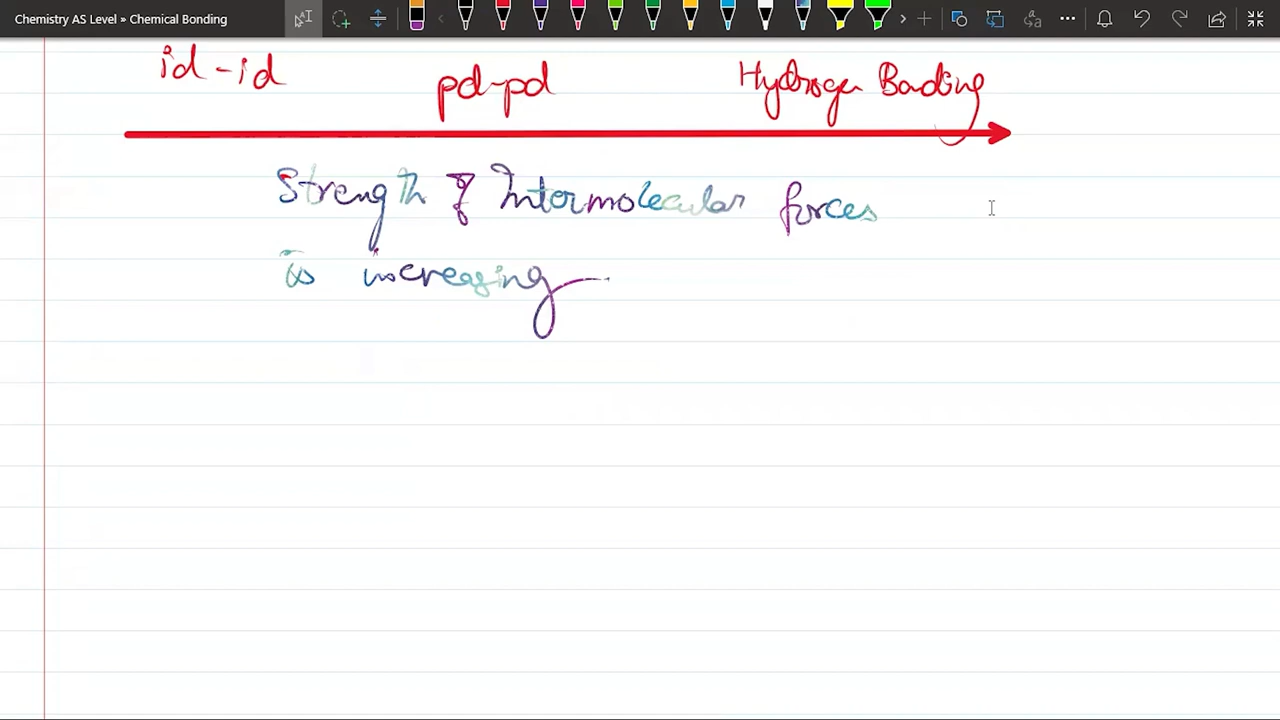 Chemistry AS Level » Chemical Bonding
id-id pd-pd Hydrogen Bonding
Strength of Intermolecular forces
is increasing